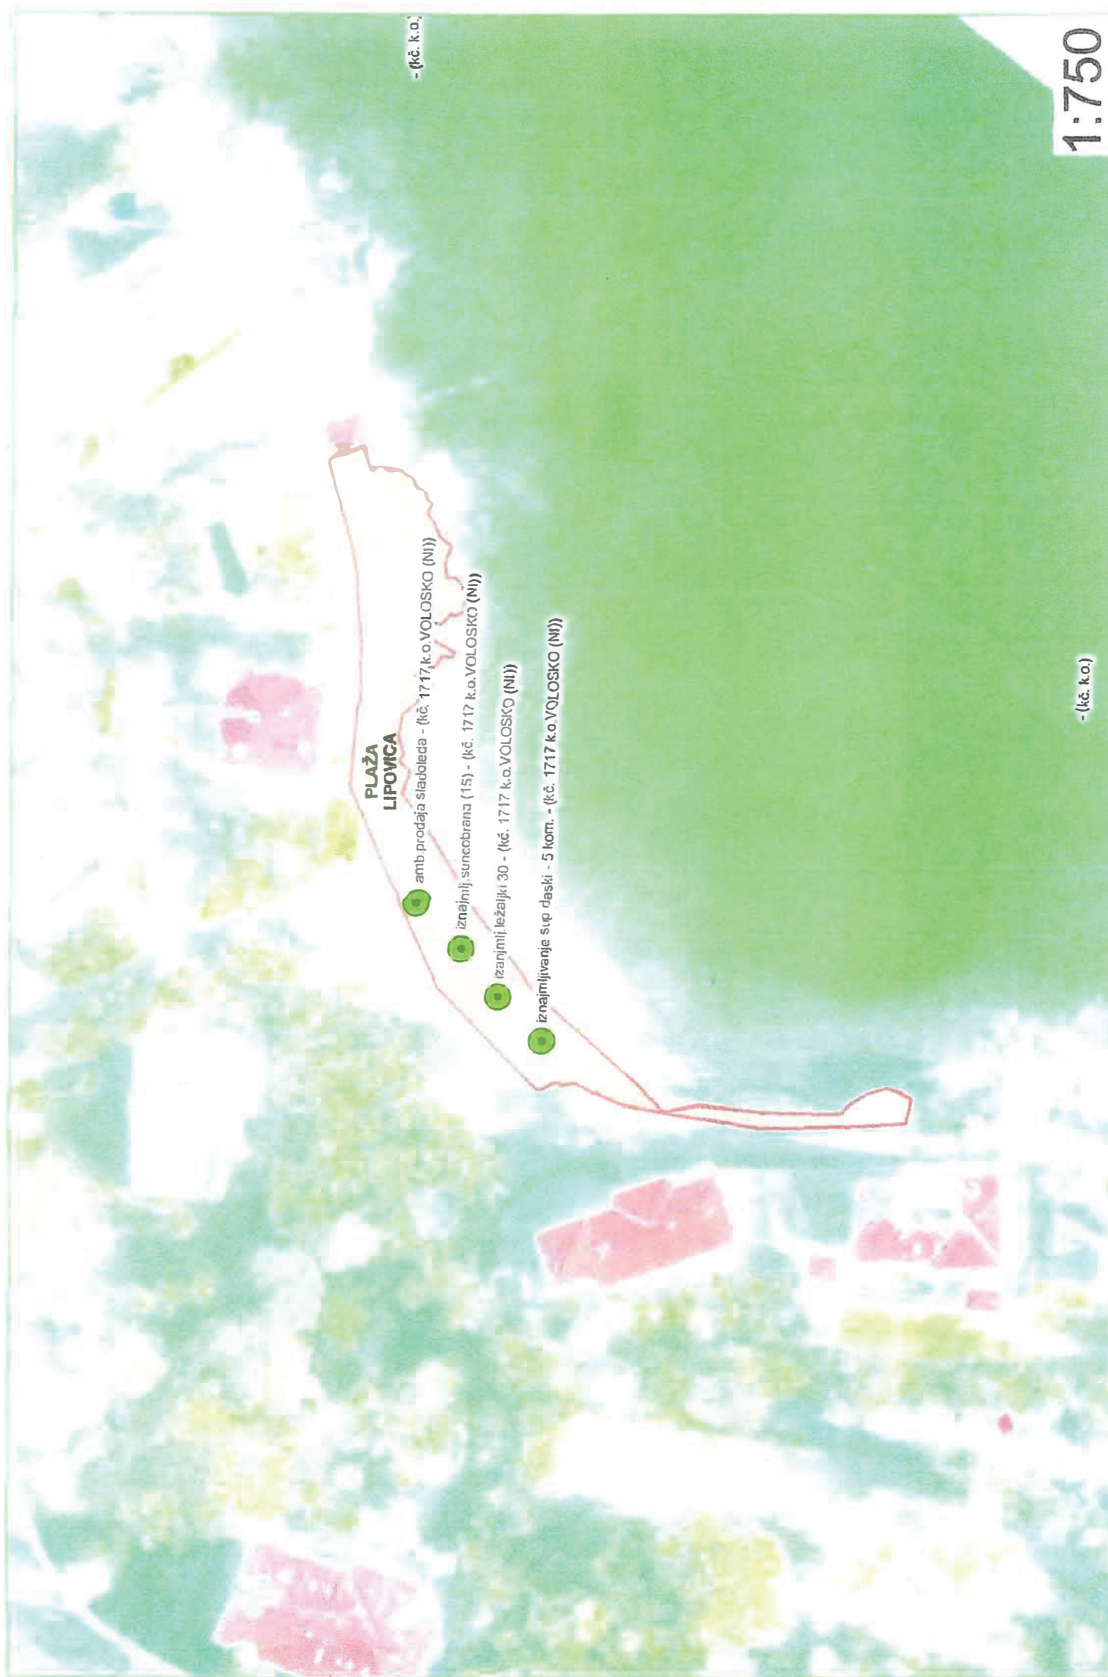 - (kč. k.o.)
PLAŽA
LIPOVICA
amb prodaja sladoleda - (kč. 1717 k.o.VOLOSKO (NI))
iznajmlj.suncobrana (15) - (kč. 1717 k.o.VOLOSKO (NI))
izanjmlj.ležaljki 30 - (kč. 1717 k.o.VOLOSKO (NI))
iznajmljivanje sup daski - 5 kom. - (kč. 1717 k.o.VOLOSKO (NI))
- (kč. k.o.)
1:750